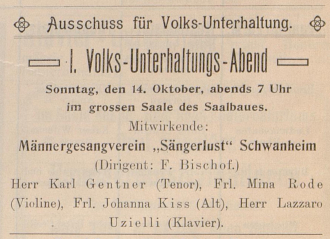 Ausschuss für Volks-Unterhaltung.
I. Volks-Unterhaltungs-Abend
Sonntag, den 14. Oktober, abends 7 Uhr
im grossen Saale des Saalbaues.
Mitwirkende:
Männergesangverein „Sängerlust" Schwanheim
(Dirigent: F. Bischof.)
Herr Karl Gentner (Tenor), Frl. Mina Rode
(Violine), Frl. Johanna Kiss (Alt), Herr Lazzaro
Uzielli (Klavier).